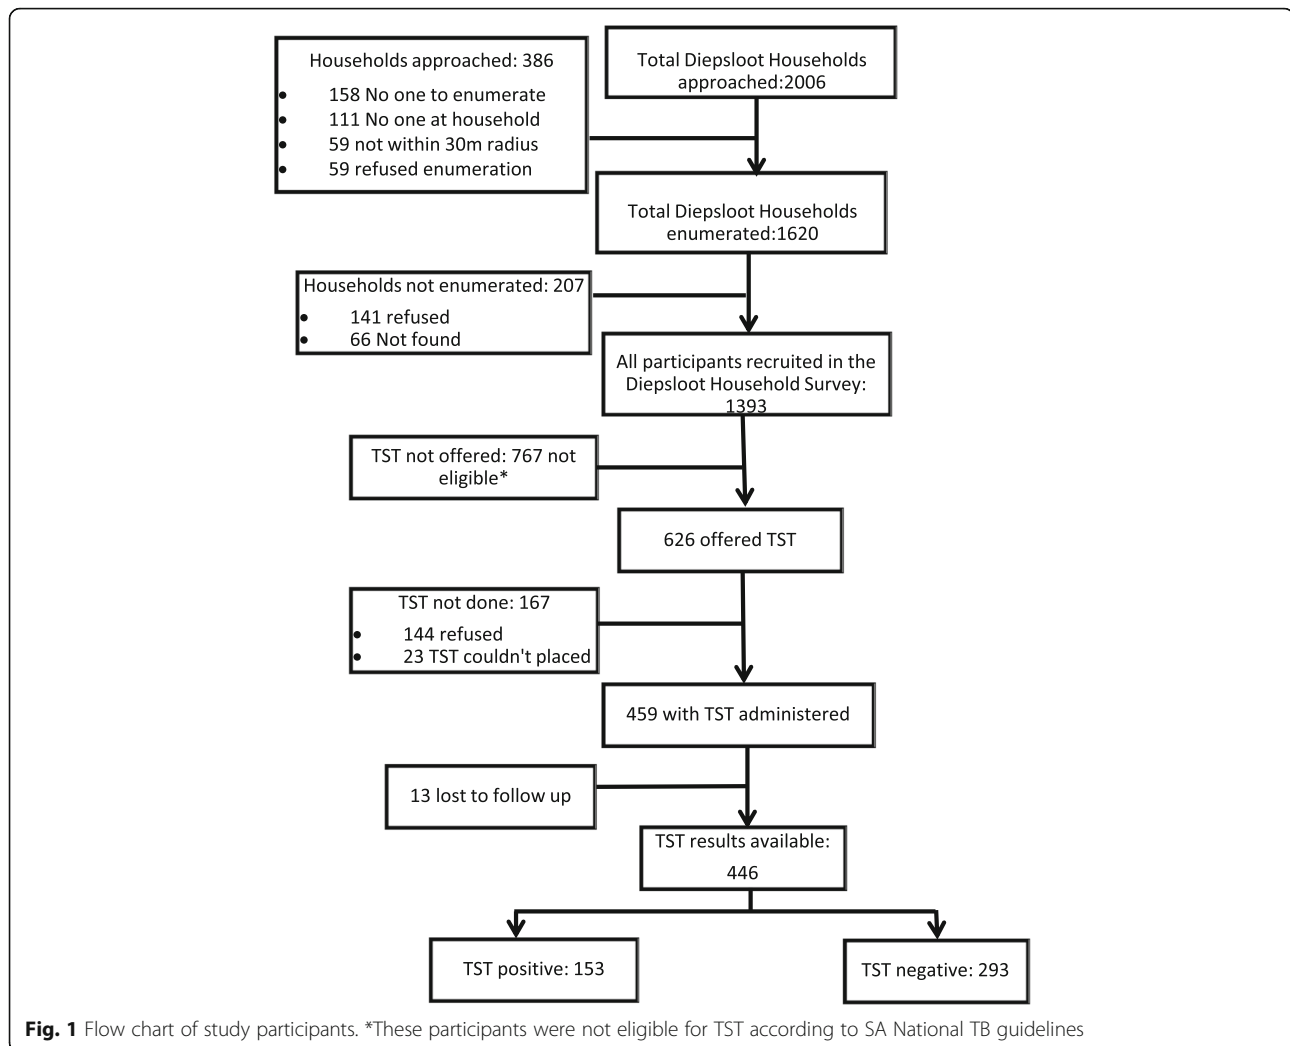 Total Diepsloot Households
approached:2006
Households approached: 386
• 158 No one to enumerate
• 111 No one at household
• 59 not within 30m radius
• 59 refused enumeration
Total Diepsloot Households
enumerated:1620
Households not enumerated: 207
• 141 refused
• 66 Not found
All participants recruited in the
Diepsloot Household Survey:
1393
TST not offered: 767 not
eligible*
626 offered TST
TST not done: 167
• 144 refused
• 23 TST couldn't placed
459 with TST administered
13 lost to follow up
TST results available:
446
TST positive: 153
TST negative: 293
Fig. 1 Flow chart of study participants. *These participants were not eligible for TST according to SA National TB guidelines